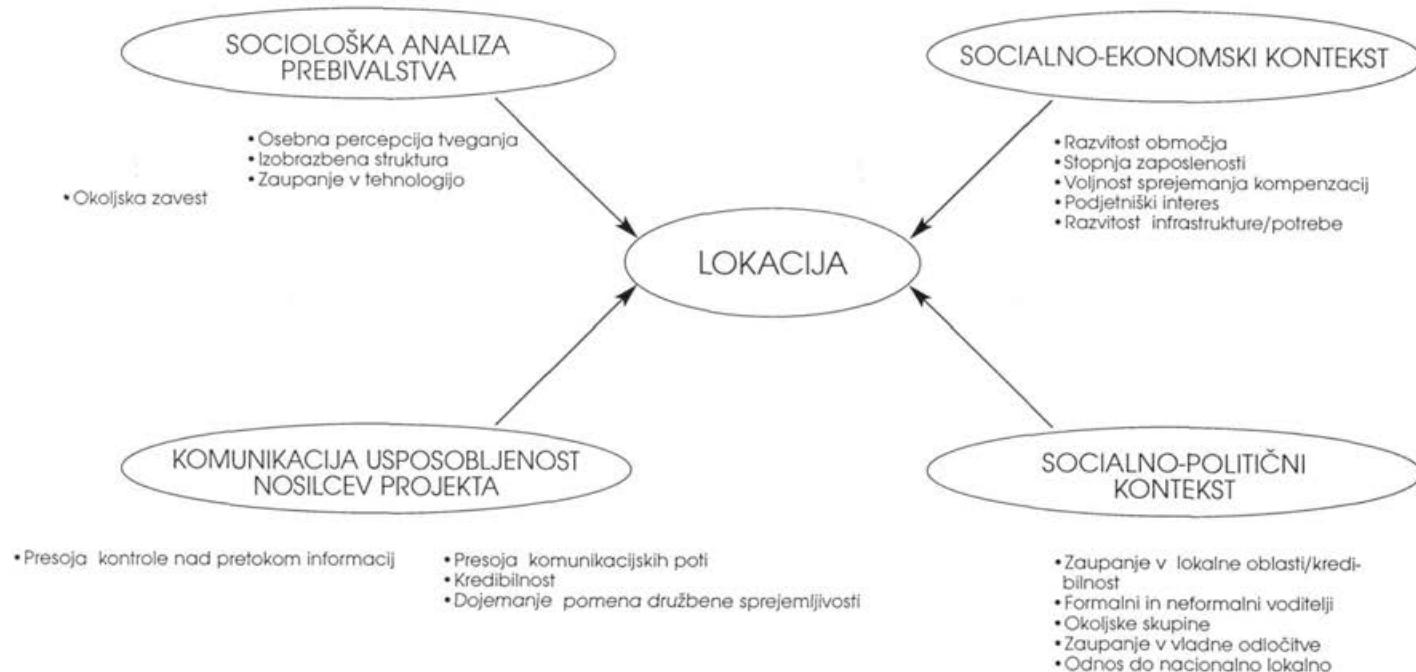 SOCIOLOŠKA ANALIZA
PREBIVALSTVA
• Osebna percepcija tveganja
• Izobrazbena struktura
• Zaupanje v tehnologijo
• Okoljska zavest
SOCIALNO-EKONOMSKI KONTEKST
• Razvitost območja
• Stopnja zaposlenosti
• Voljnost sprejemanja kompenzacij
• Podjetniški interes
• Razvitost infrastrukture/potrebe
LOKACIJA
KOMUNIKACIJA USPOSOBLJENOST
NOSILCEV PROJEKTA
• Presoja kontrole nad pretokom informacij
• Presoja komunikacijskih poti
• Kredibilnost
• Dojemanje pomena družbene sprejemljivosti
SOCIALNO-POLITIČNI
KONTEKST
• Zaupanje v lokalne oblasti/kredi-
bilnost
• Formalni in neformalni voditelji
• Okoljske skupine
• Zaupanje v vladne odločitve
• Odnos do nacionalno lokalno